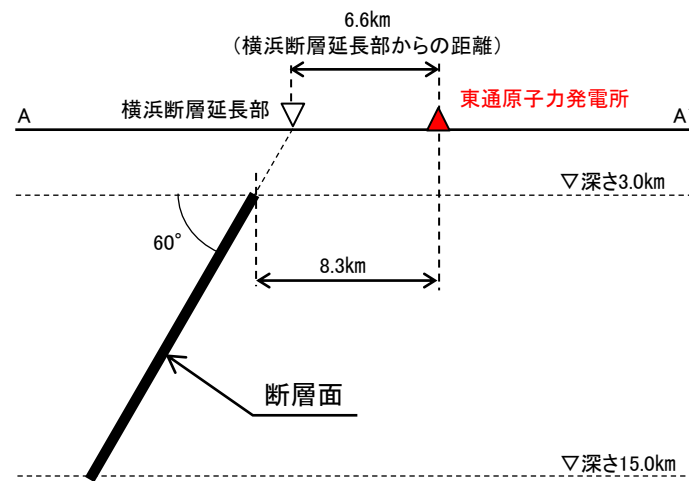 6.6km
（横浜断層延長部からの距離）
A
横浜断層延長部
東通原子力発電所
A'
▽深さ3.0km
60°
8.3km
断層面
▽深さ15.0km